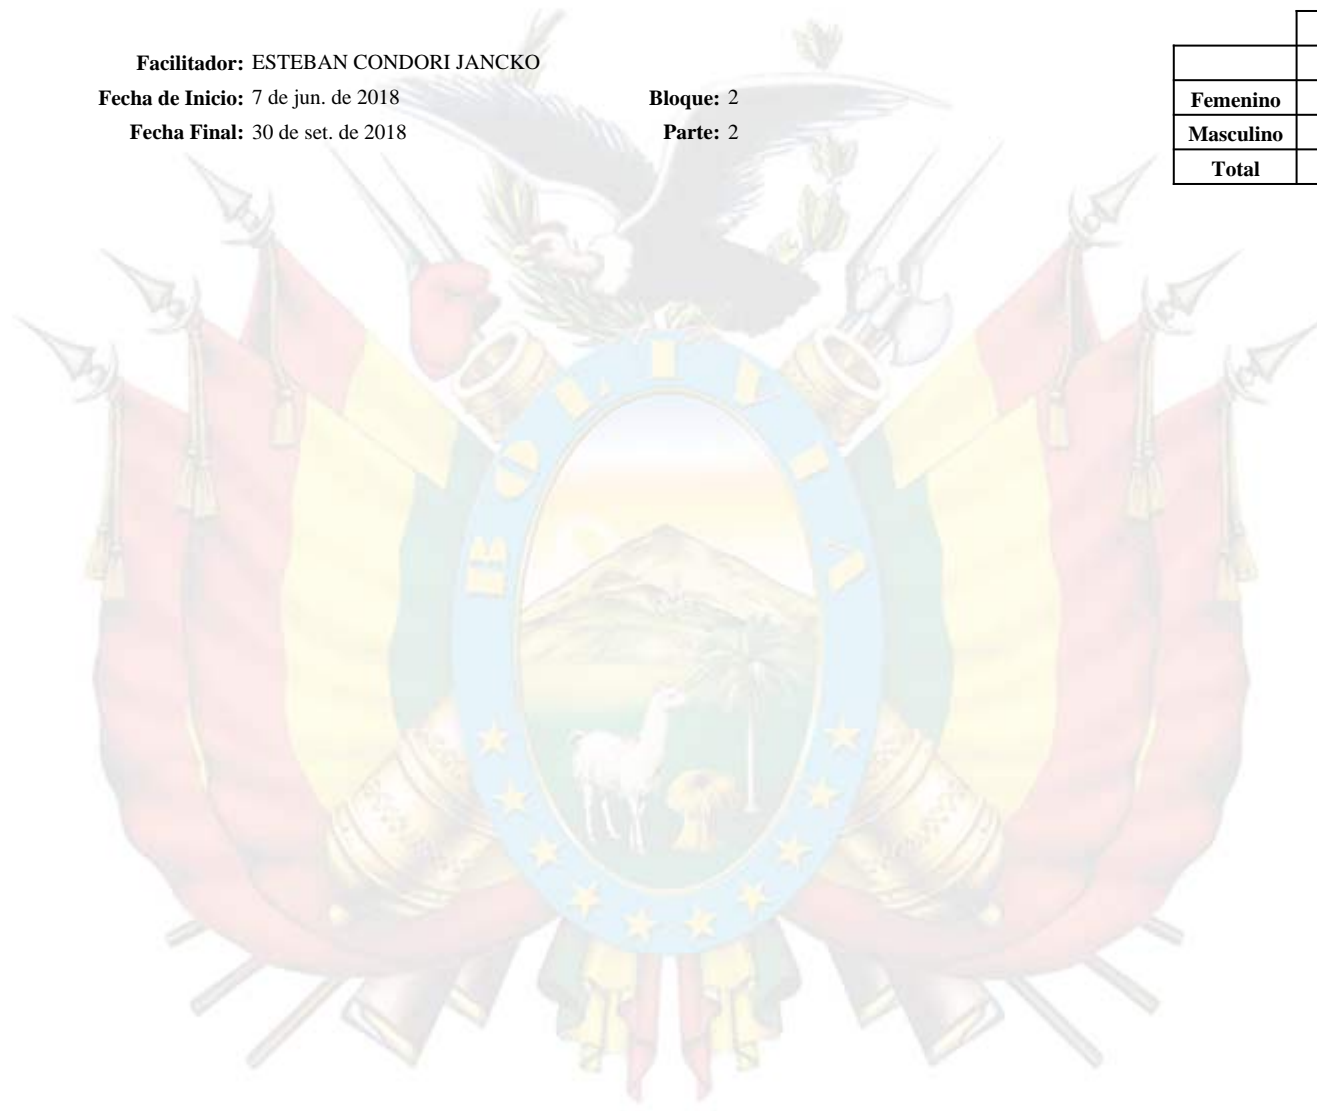 Facilitador: ESTEBAN CONDORI JANCKO
Fecha de Inicio: 7 de jun. de 2018 Bloque: 2
Fecha Final: 30 de set. de 2018 Parte: 2
Femenino
Masculino
Total
BOLIVIA